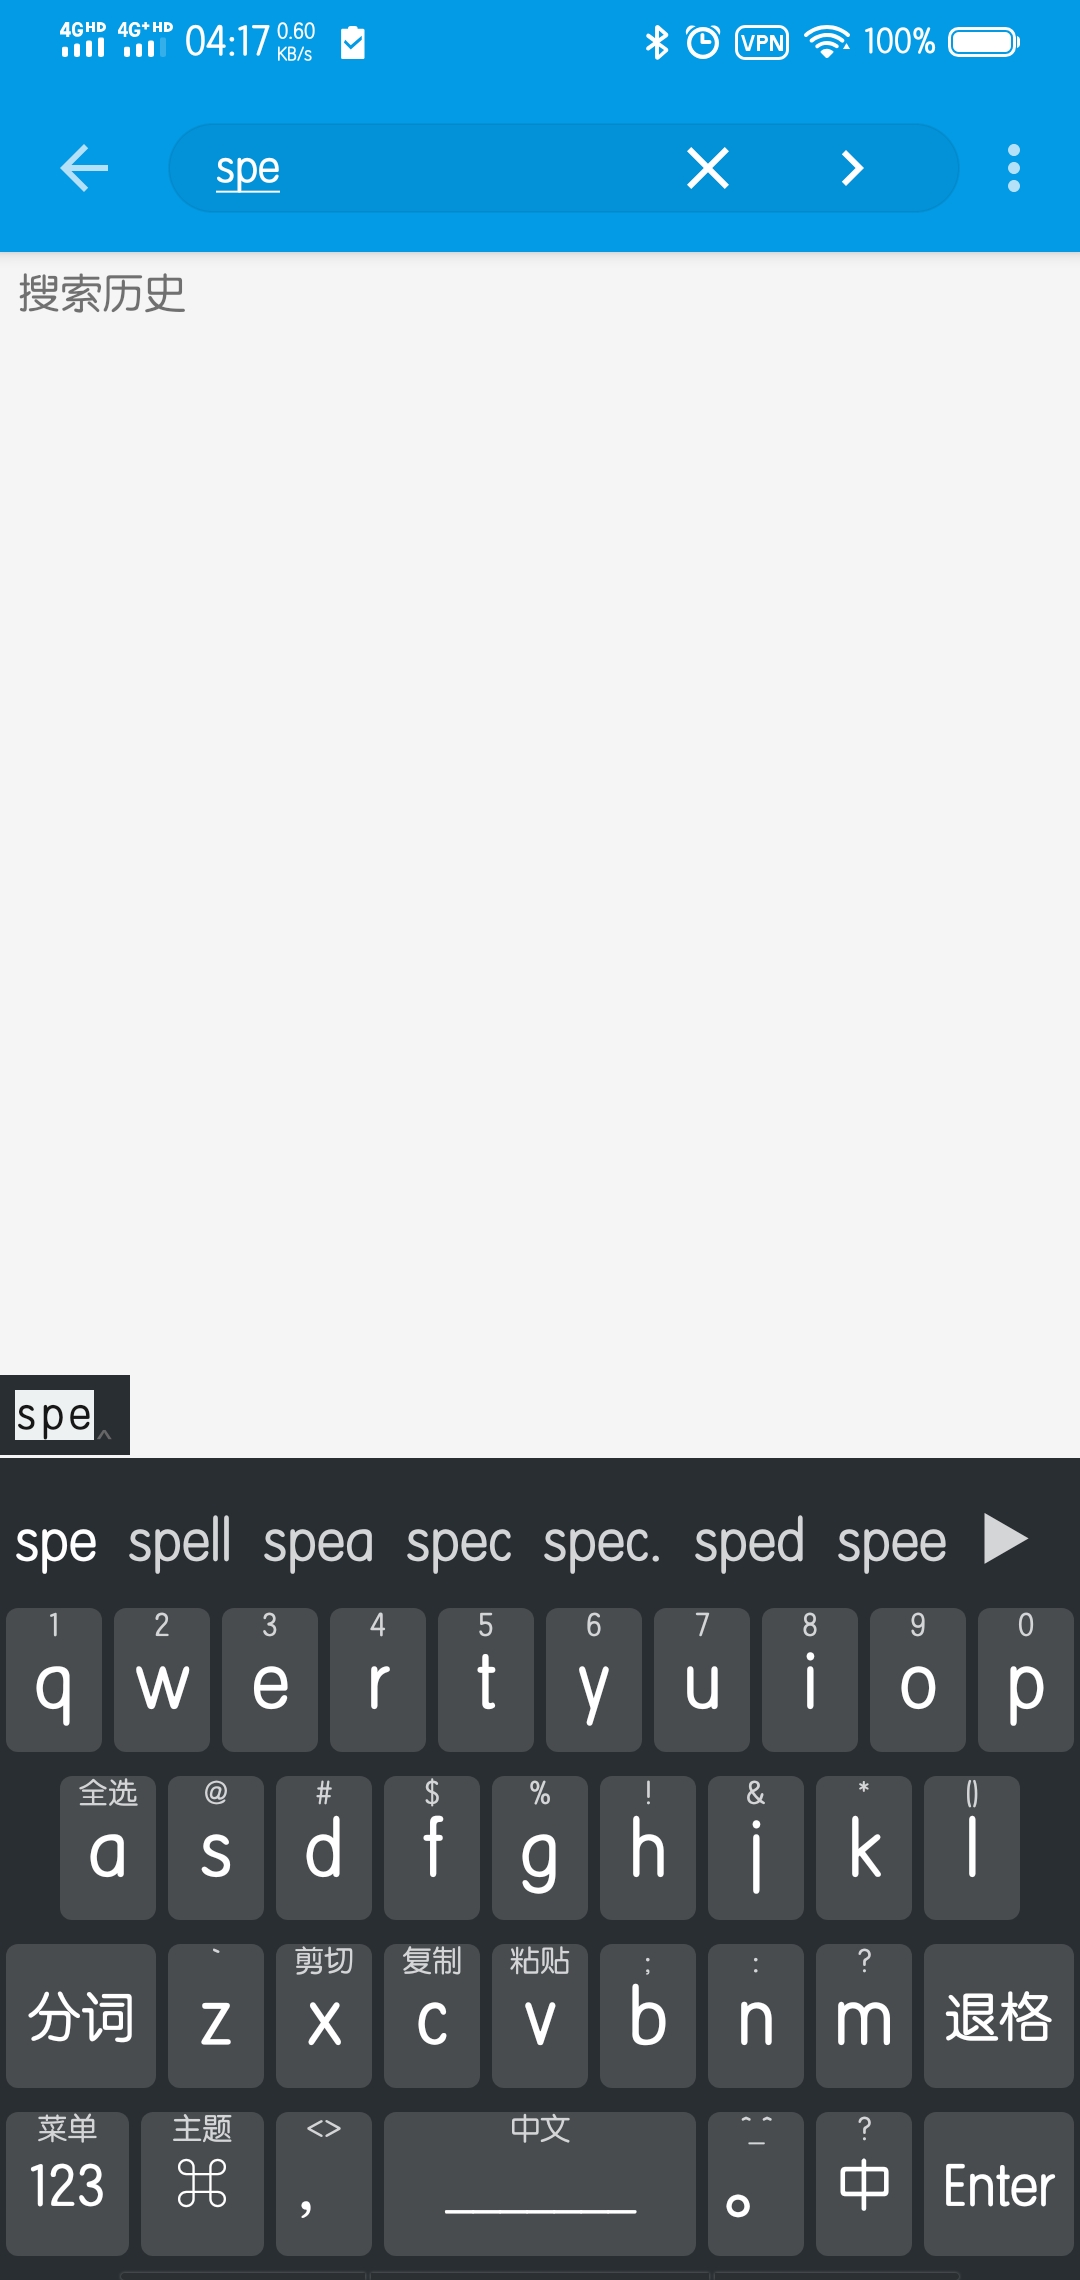 4G HD 4G+ HD 04:17 0.60 KB/s VPN 100%
spe
搜索历史
spe‸
spe spell spea spec spec. sped spee
1 2 3 4 5 6 7 8 9 0
q w e r t y u i o p
全选 @ # $ % ! & * ()
a s d f g h j k l
` 剪切 复制 粘贴 ; : ?
分词 z x c v b n m 退格
菜单 主题 <> 中文 ^_^ ?
123 ⌘ , 。 中 Enter